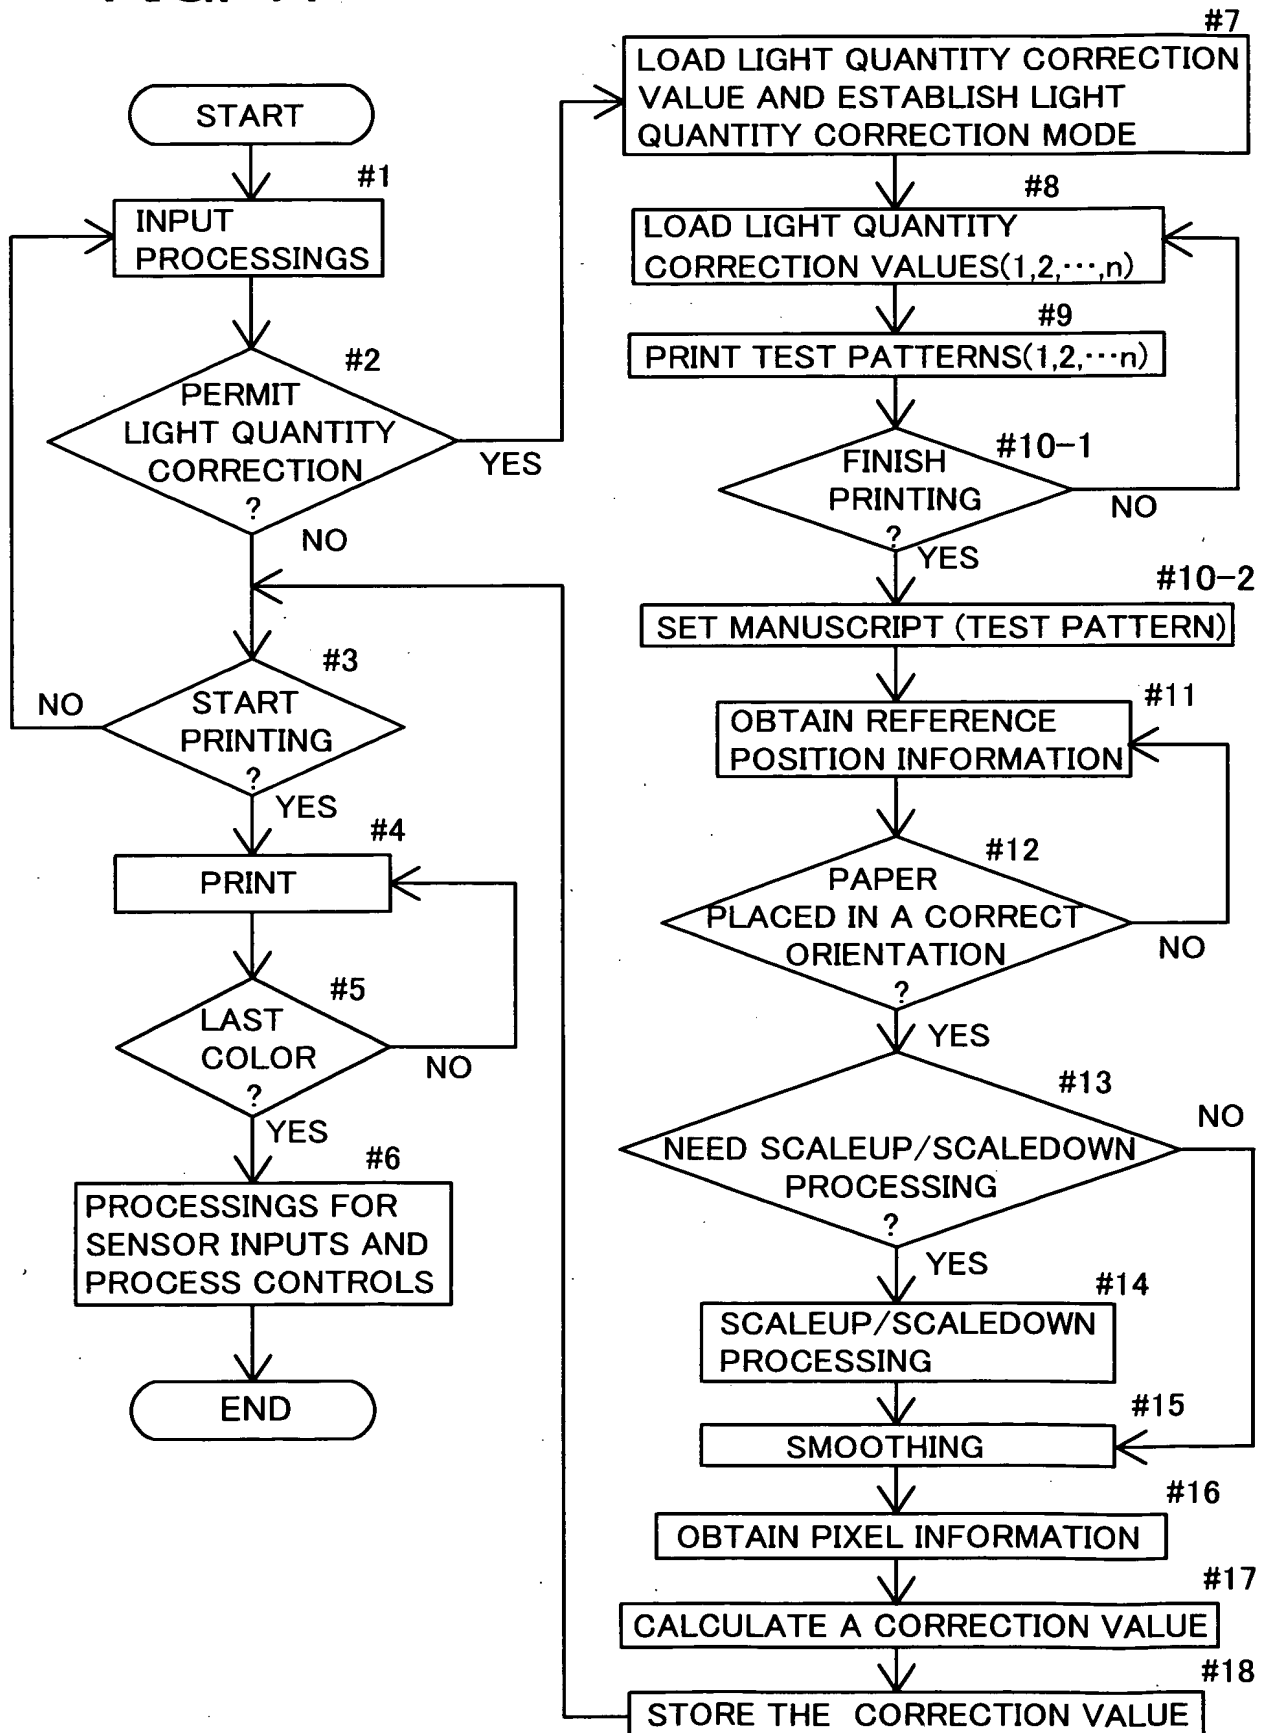 START
#1
INPUT
PROCESSINGS
#2
PERMIT
LIGHT QUANTITY
CORRECTION
?
YES
NO
#3
START
PRINTING
?
NO
YES
#4
PRINT
#5
LAST
COLOR
?
NO
YES
#6
PROCESSINGS FOR
SENSOR INPUTS AND
PROCESS CONTROLS
END
#7
LOAD LIGHT QUANTITY CORRECTION
VALUE AND ESTABLISH LIGHT
QUANTITY CORRECTION MODE
#8
LOAD LIGHT QUANTITY
CORRECTION VALUES(1,2,···,n)
#9
PRINT TEST PATTERNS(1,2,···n)
#10-1
FINISH
PRINTING
?
NO
YES
#10-2
SET MANUSCRIPT (TEST PATTERN)
#11
OBTAIN REFERENCE
POSITION INFORMATION
#12
PAPER
PLACED IN A CORRECT
ORIENTATION
?
NO
YES
#13
NEED SCALEUP/SCALEDOWN
PROCESSING
?
NO
YES
#14
SCALEUP/SCALEDOWN
PROCESSING
#15
SMOOTHING
#16
OBTAIN PIXEL INFORMATION
#17
CALCULATE A CORRECTION VALUE
#18
STORE THE CORRECTION VALUE